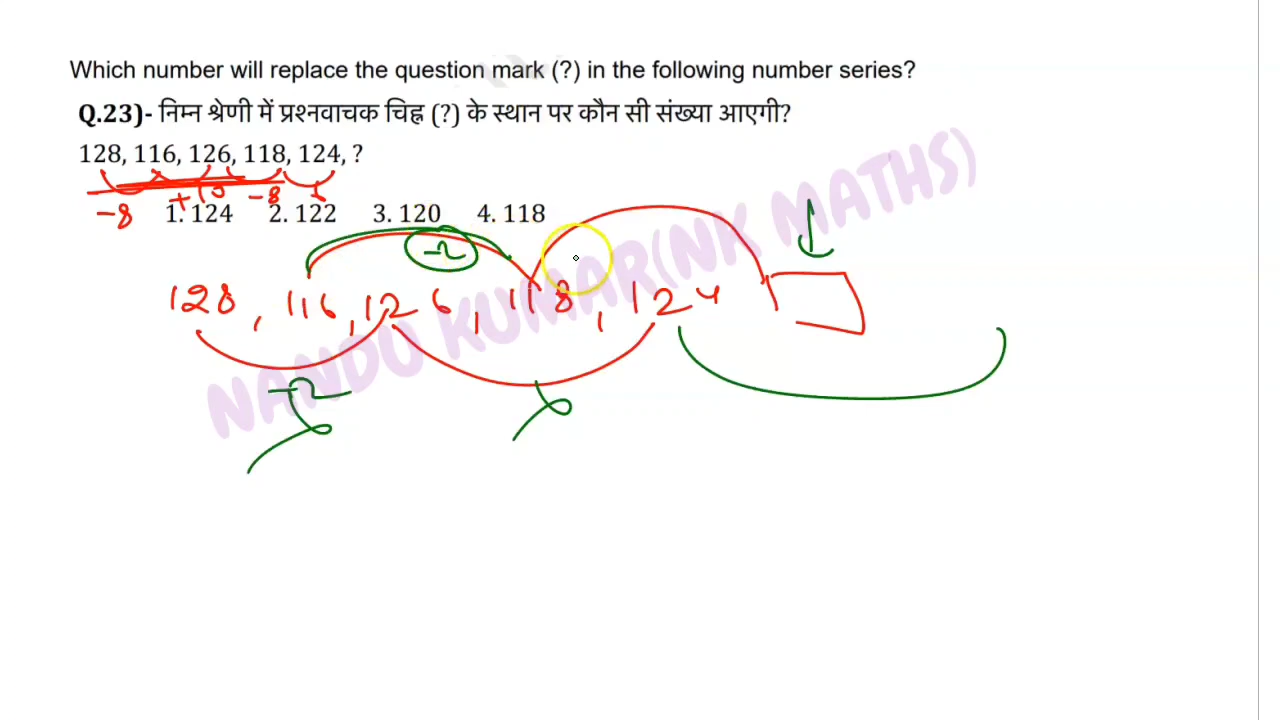 Which number will replace the question mark (?) in the following number series?
Q.23)- निम्न श्रेणी में प्रश्नवाचक चिह्न (?) के स्थान पर कौन सी संख्या आएगी?
128, 116, 126, 118, 124, ?
-8 +10 -8
1. 124 2. 122 3. 120 4. 118
-2
128, 116, 126, 118, 124
NANDU KUMAR(NK MATHS)